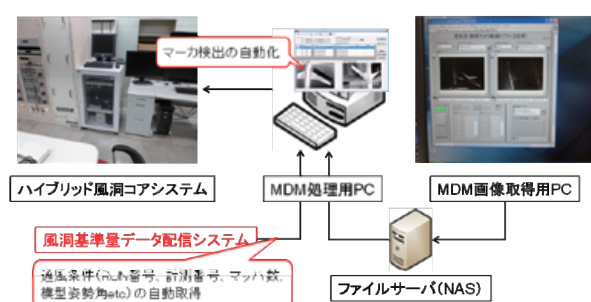 マーカ検出の自動化
ハイブリッド風洞コアシステム
MDM処理用PC
MDM画像取得用PC
風洞基準量データ配信システム
通風条件(RUN番号、計測番号、マッハ数、
模型姿勢角etc)の自動取得
ファイルサーバ(NAS)